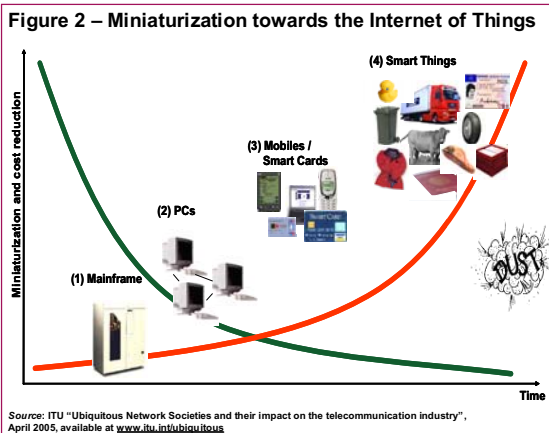 Figure 2 – Miniaturization towards the Internet of Things
(4) Smart Things
(3) Mobiles /
Smart Cards
(2) PCs
(1) Mainframe
Miniaturization and cost reduction
SMART CARD
DUST
Time
Source: ITU “Ubiquitous Network Societies and their impact on the telecommunication industry”,
April 2005, available at www.itu.int/ubiquitous